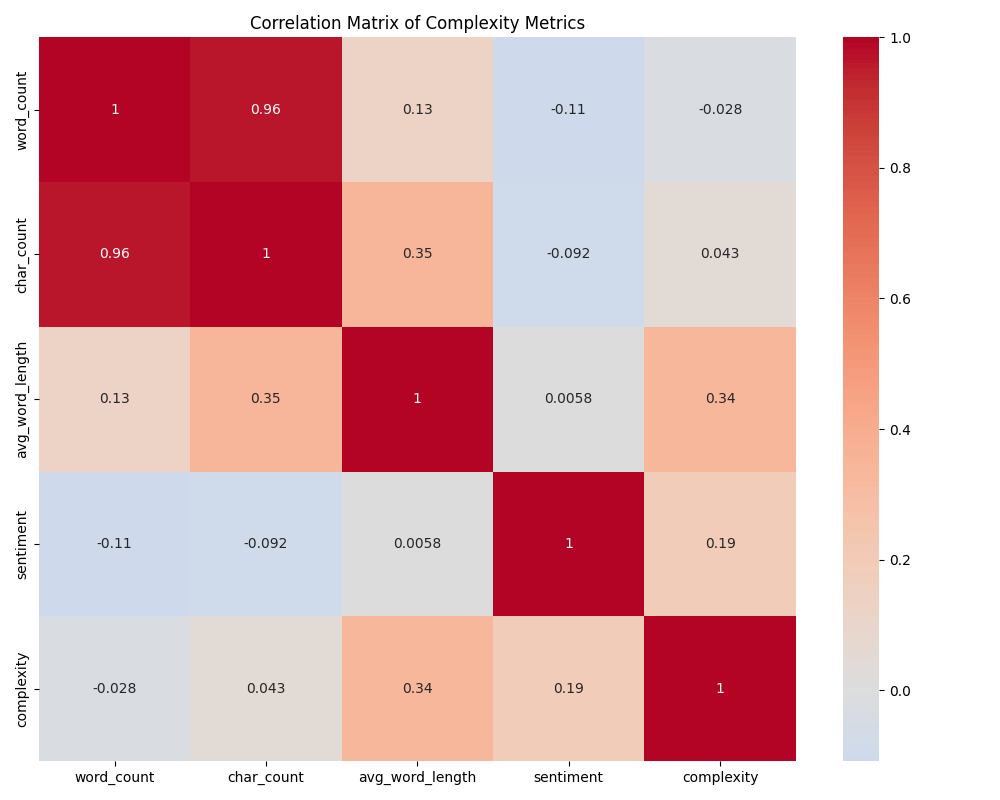 Correlation Matrix of Complexity Metrics
word_count 1 0.96 0.13 -0.11 -0.028
char_count 0.96 1 0.35 -0.092 0.043
avg_word_length 0.13 0.35 1 0.0058 0.34
sentiment -0.11 -0.092 0.0058 1 0.19
complexity -0.028 0.043 0.34 0.19 1
word_count char_count avg_word_length sentiment complexity
1.0
0.8
0.6
0.4
0.2
0.0